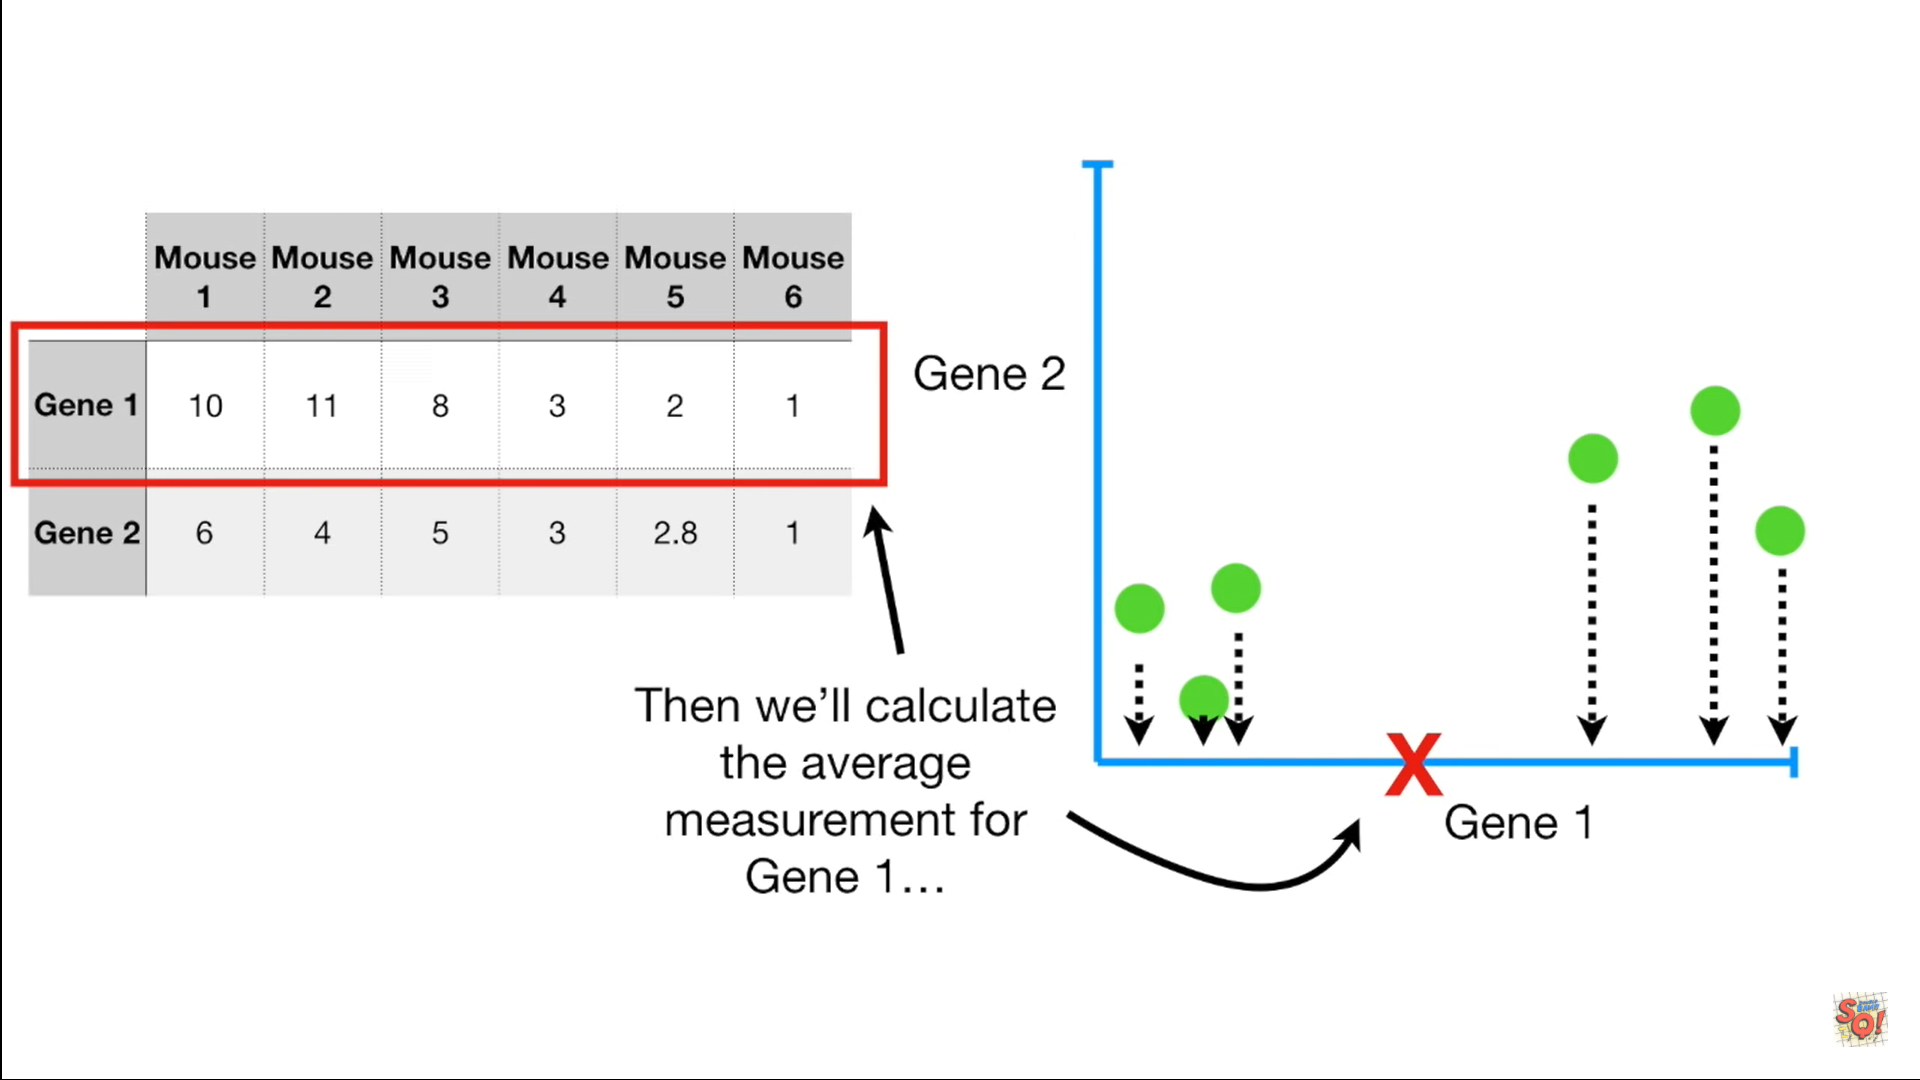 Mouse 1 Mouse 2 Mouse 3 Mouse 4 Mouse 5 Mouse 6
Gene 1 10 11 8 3 2 1
Gene 2 6 4 5 3 2.8 1
Gene 2
Then we’ll calculate
the average
measurement for
Gene 1…
Gene 1
X
SQ!